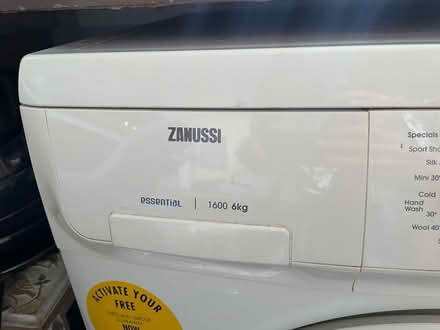 ZANUSSI
essential | 1600 6kg
Specials
Sport Sho
Silk
Mini 30°
Cold
Hand
Wash
30°
Wool 40°
ACTIVATE YOUR
FREE
NOW